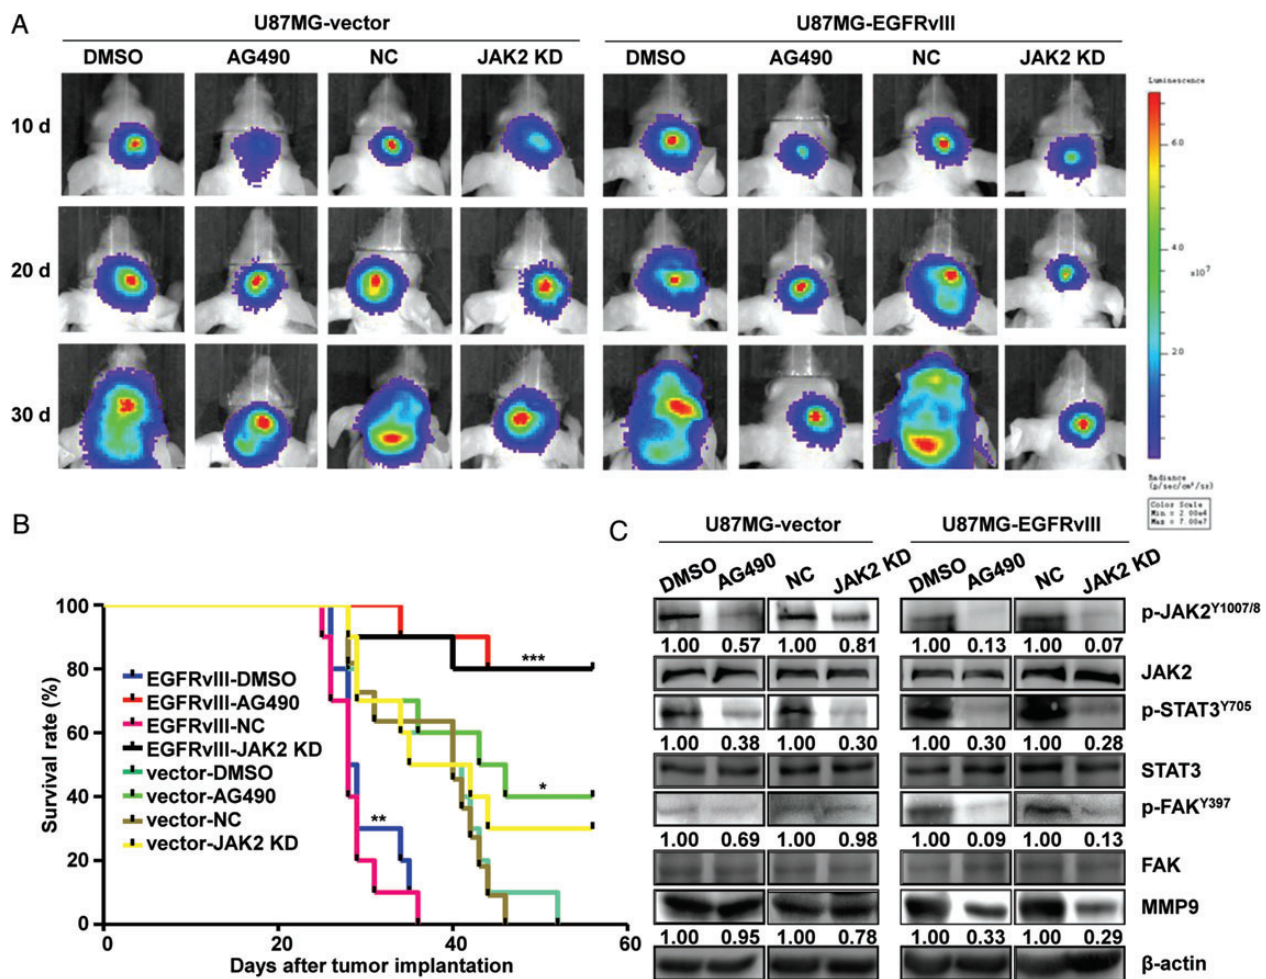 A
U87MG-vector
U87MG-EGFRvIII
DMSO AG490 NC JAK2 KD DMSO AG490 NC JAK2 KD
10 d
20 d
30 d
Luminescence
6.0
4.0
x10⁷
2.0
Radiance
(p/sec/cm²/sr)
Color Scale
Min = 2.00e6
Max = 7.00e7
B
Survival rate (%)
100
80
60
40
20
0
EGFRvIII-DMSO
EGFRvIII-AG490
EGFRvIII-NC
EGFRvIII-JAK2 KD
vector-DMSO
vector-AG490
vector-NC
vector-JAK2 KD
***
*
**
0 20 40 60
Days after tumor implantation
C
U87MG-vector U87MG-EGFRvIII
DMSO AG490 NC JAK2 KD DMSO AG490 NC JAK2 KD
p-JAK2Y1007/8
1.00 0.57 1.00 0.81 1.00 0.13 1.00 0.07
JAK2
p-STAT3Y705
1.00 0.38 1.00 0.30 1.00 0.30 1.00 0.28
STAT3
p-FAKY397
1.00 0.69 1.00 0.98 1.00 0.09 1.00 0.13
FAK
MMP9
1.00 0.95 1.00 0.78 1.00 0.33 1.00 0.29
β-actin